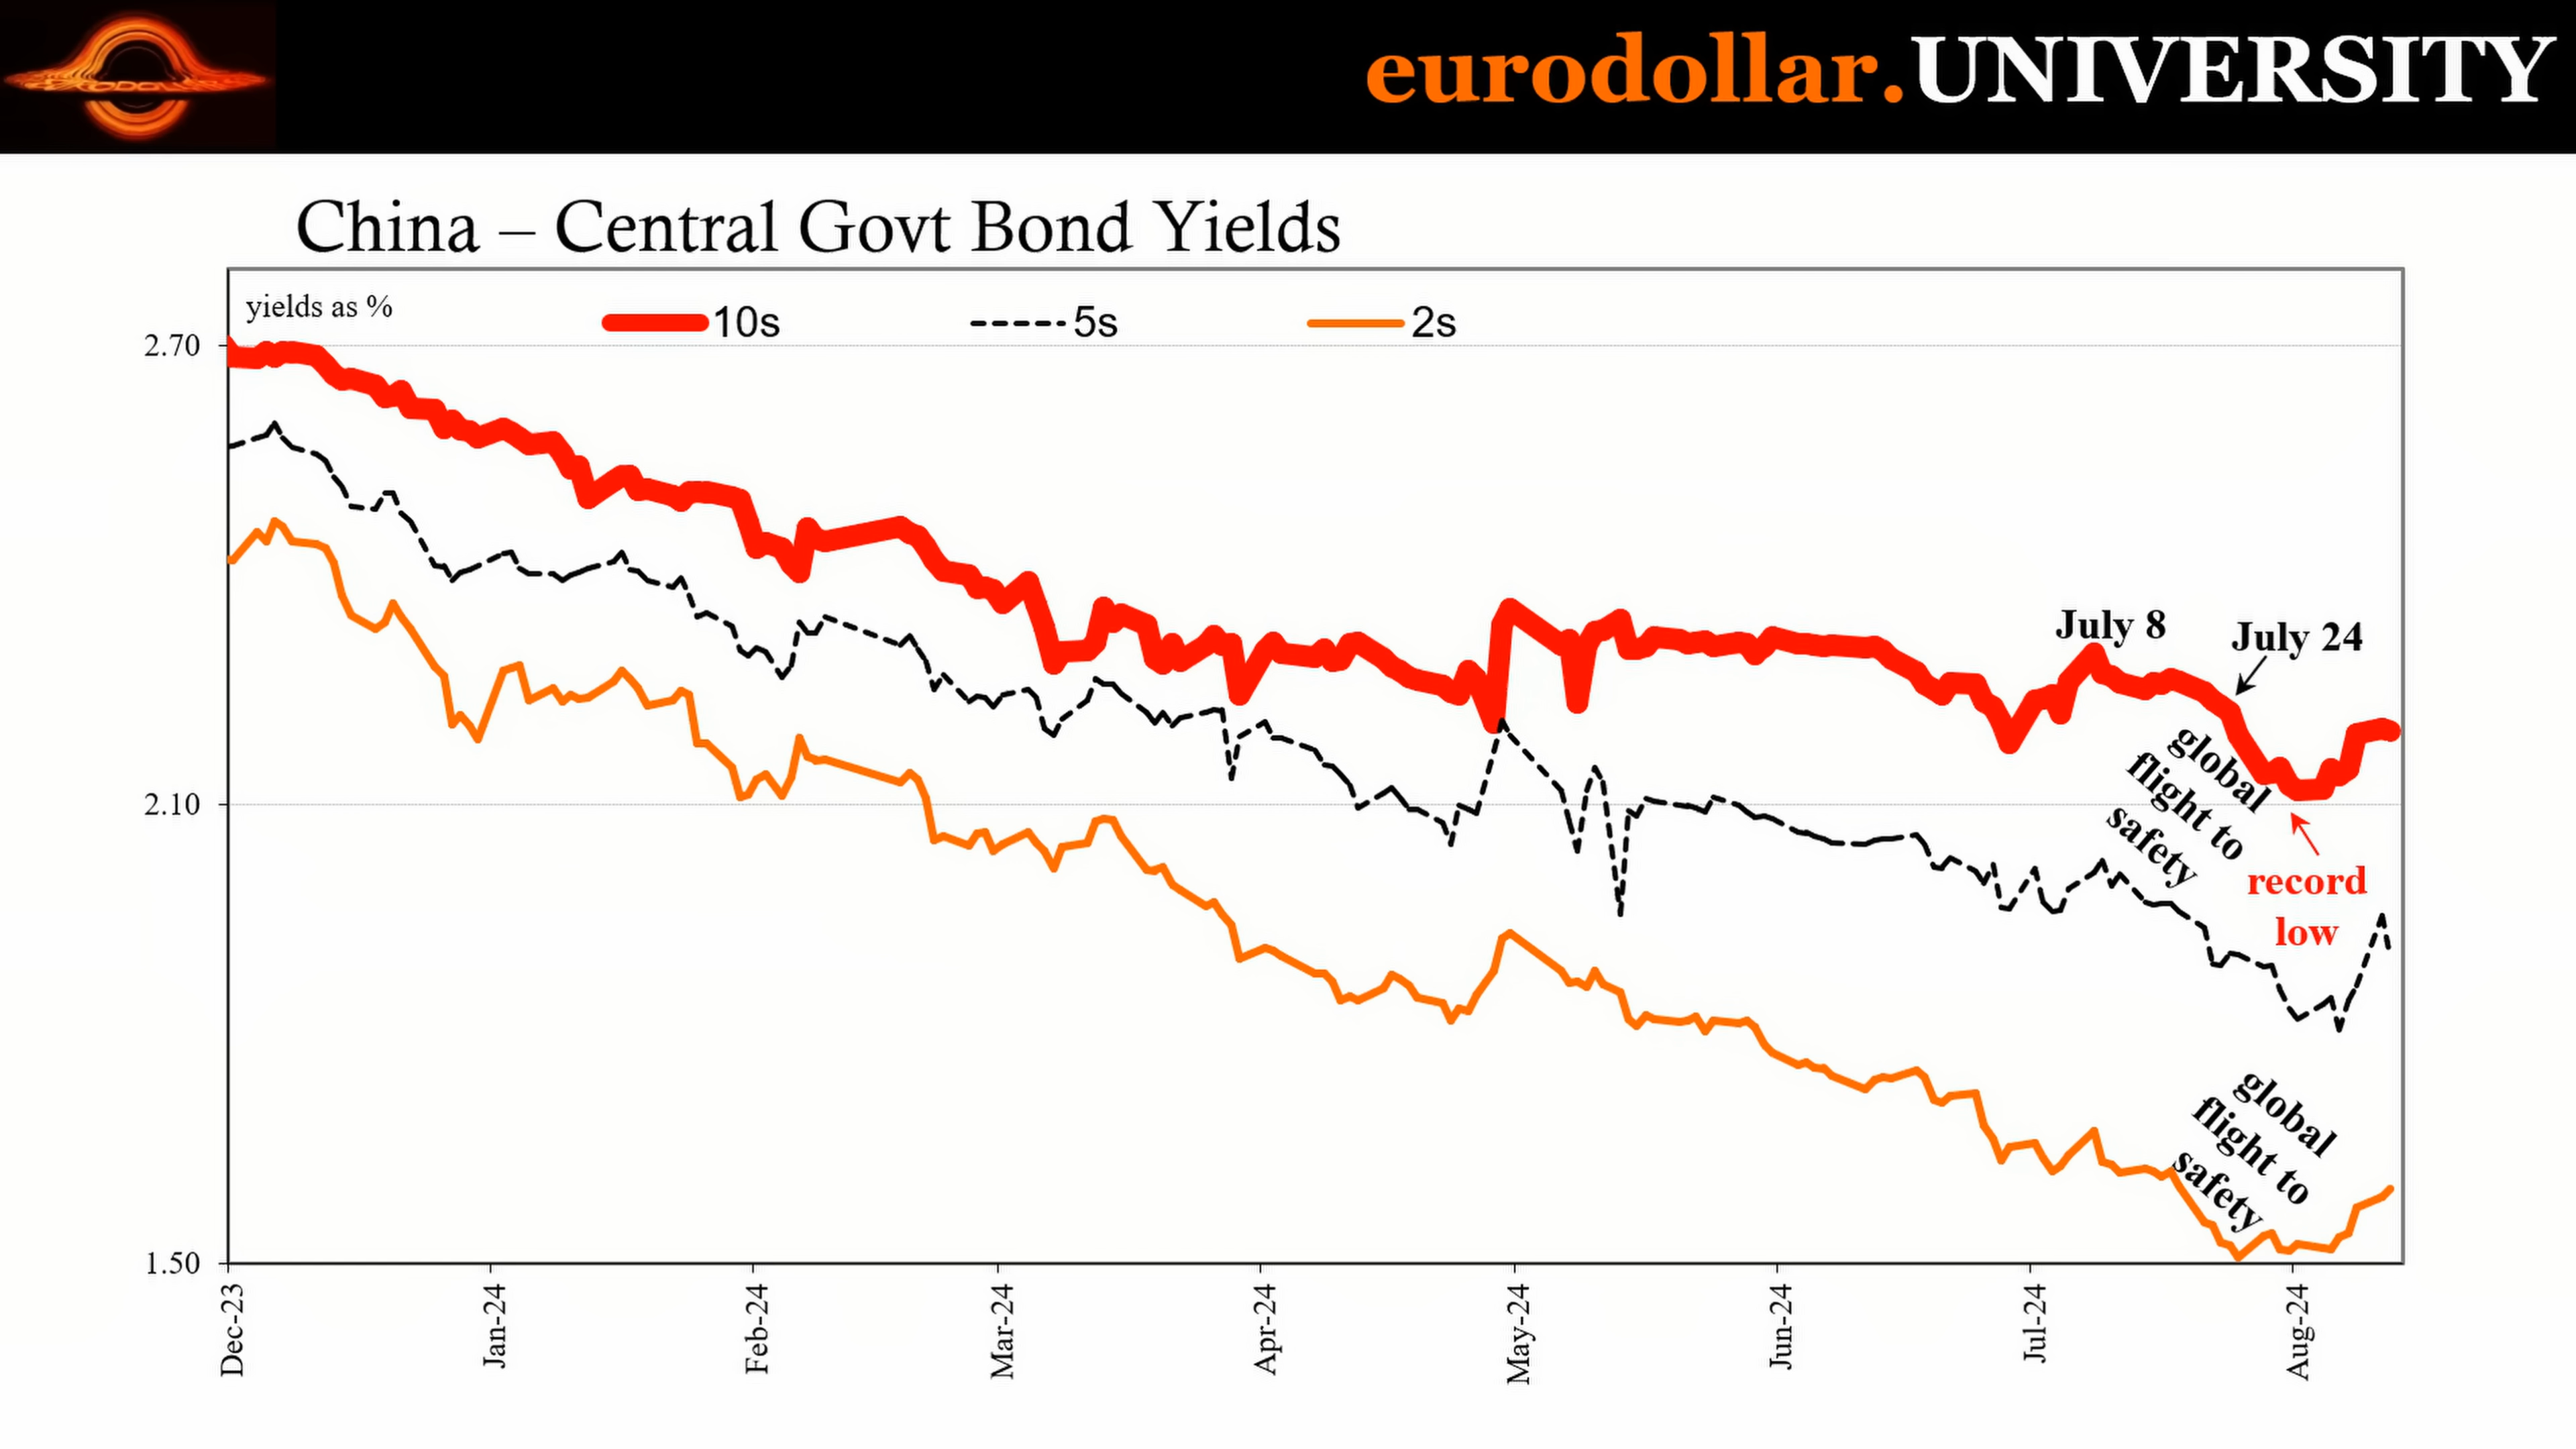 eurodollar.UNIVERSITY
China – Central Govt Bond Yields
yields as %
10s
5s
2s
2.70
2.10
1.50
July 8
July 24
global
flight to
safety
record
low
global
flight to
safety
Dec-23
Jan-24
Feb-24
Mar-24
Apr-24
May-24
Jun-24
Jul-24
Aug-24